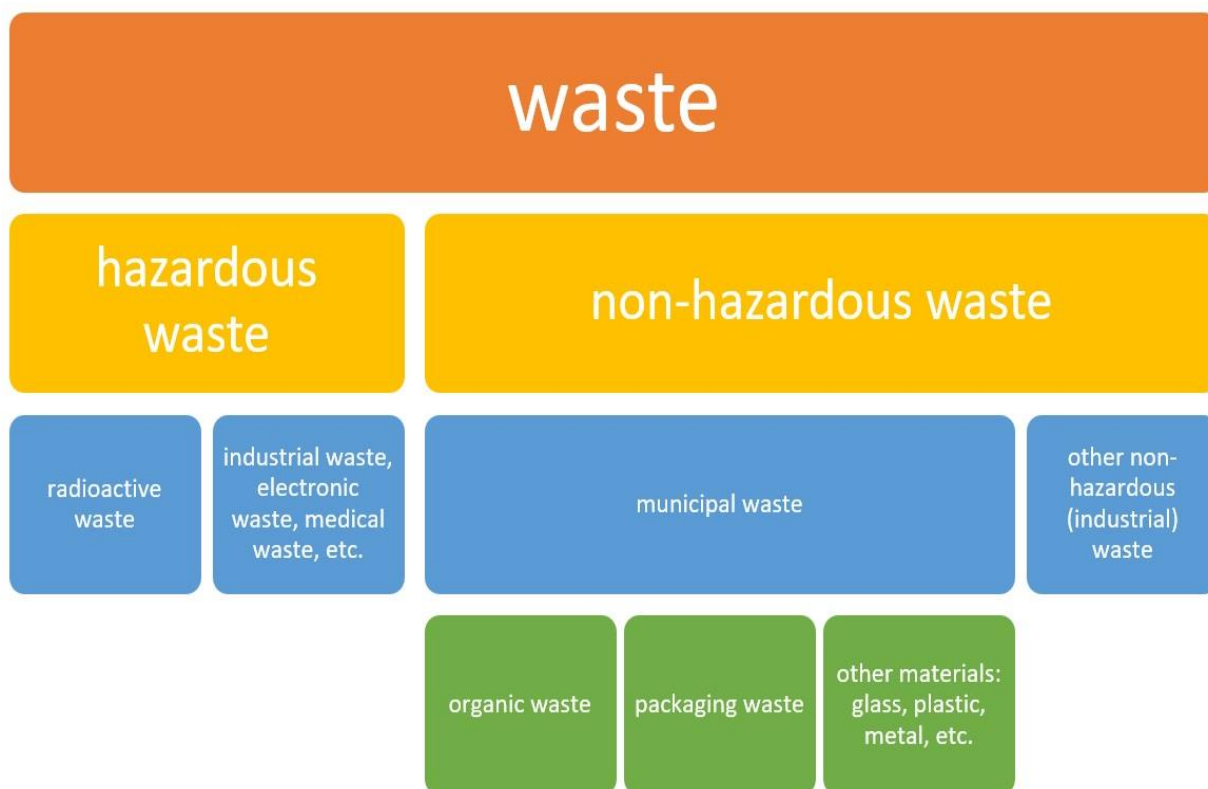 waste
hazardous
waste
non-hazardous waste
radioactive
waste
industrial waste,
electronic
waste, medical
waste, etc.
municipal waste
other non-
hazardous
(industrial)
waste
organic waste
packaging waste
other materials:
glass, plastic,
metal, etc.